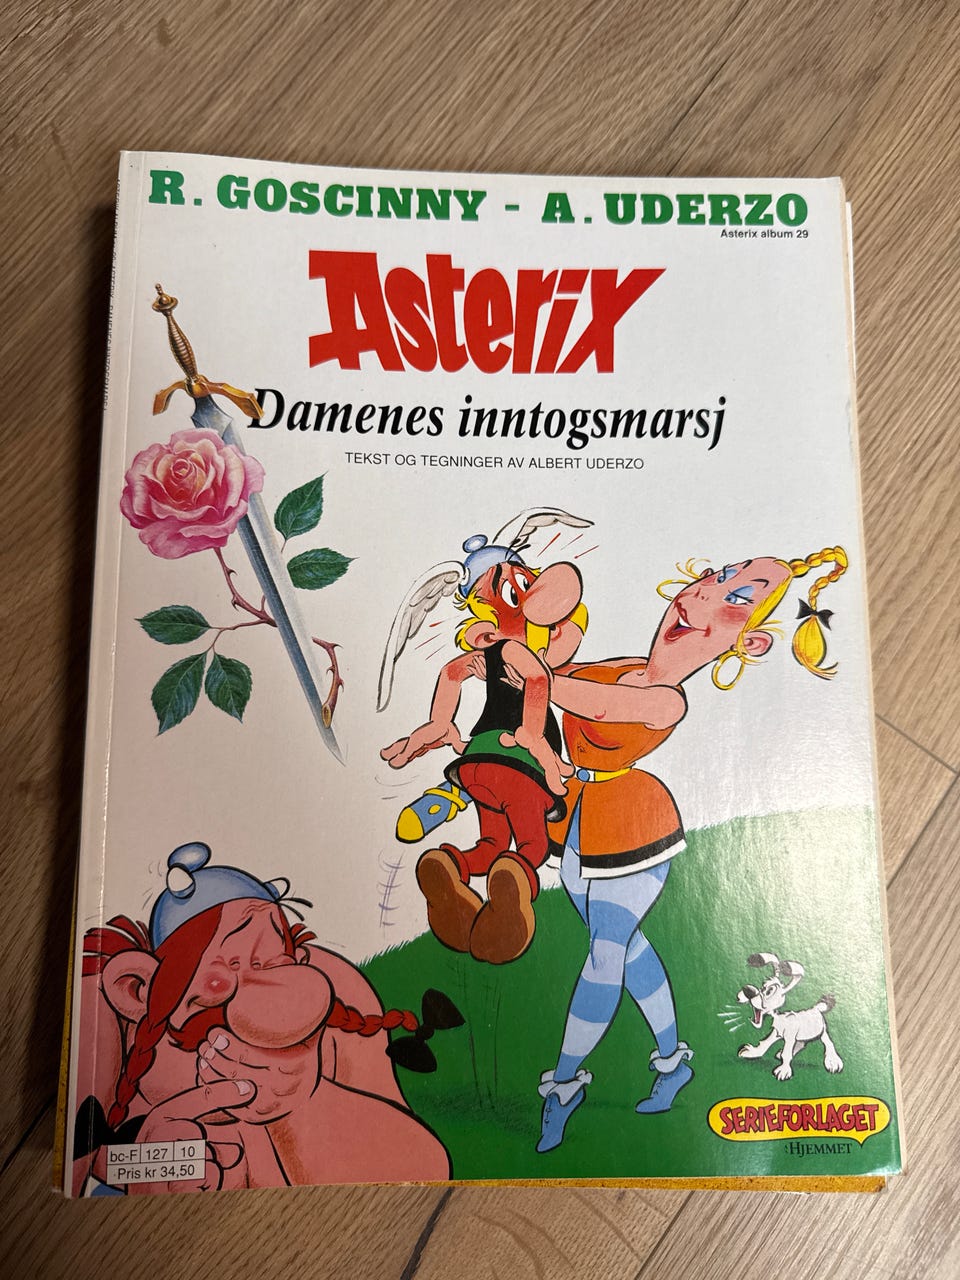 R. GOSCINNY - A. UDERZO
Asterix album 29
Asterix
Damenes inntogsmarsj
TEKST OG TEGNINGER AV ALBERT UDERZO
SERIEFORLAGET
HJEMMET
bc-F 127 10
Pris kr 34,50